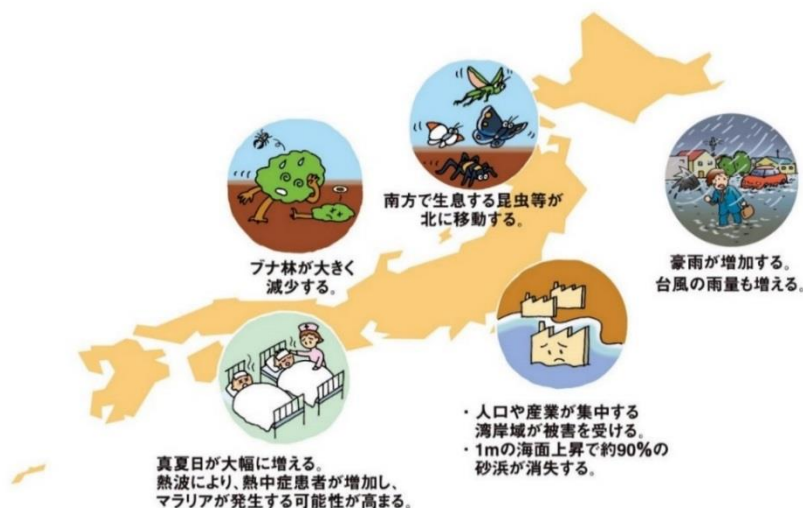 南方で生息する昆虫等が
北に移動する。
ブナ林が大きく
減少する。
豪雨が増加する。
台風の雨量も増える。
・人口や産業が集中する
湾岸域が被害を受ける。
・1mの海面上昇で約90%の
砂浜が消失する。
真夏日が大幅に増える。
熱波により、熱中症患者が増加し、
マラリアが発生する可能性が高まる。